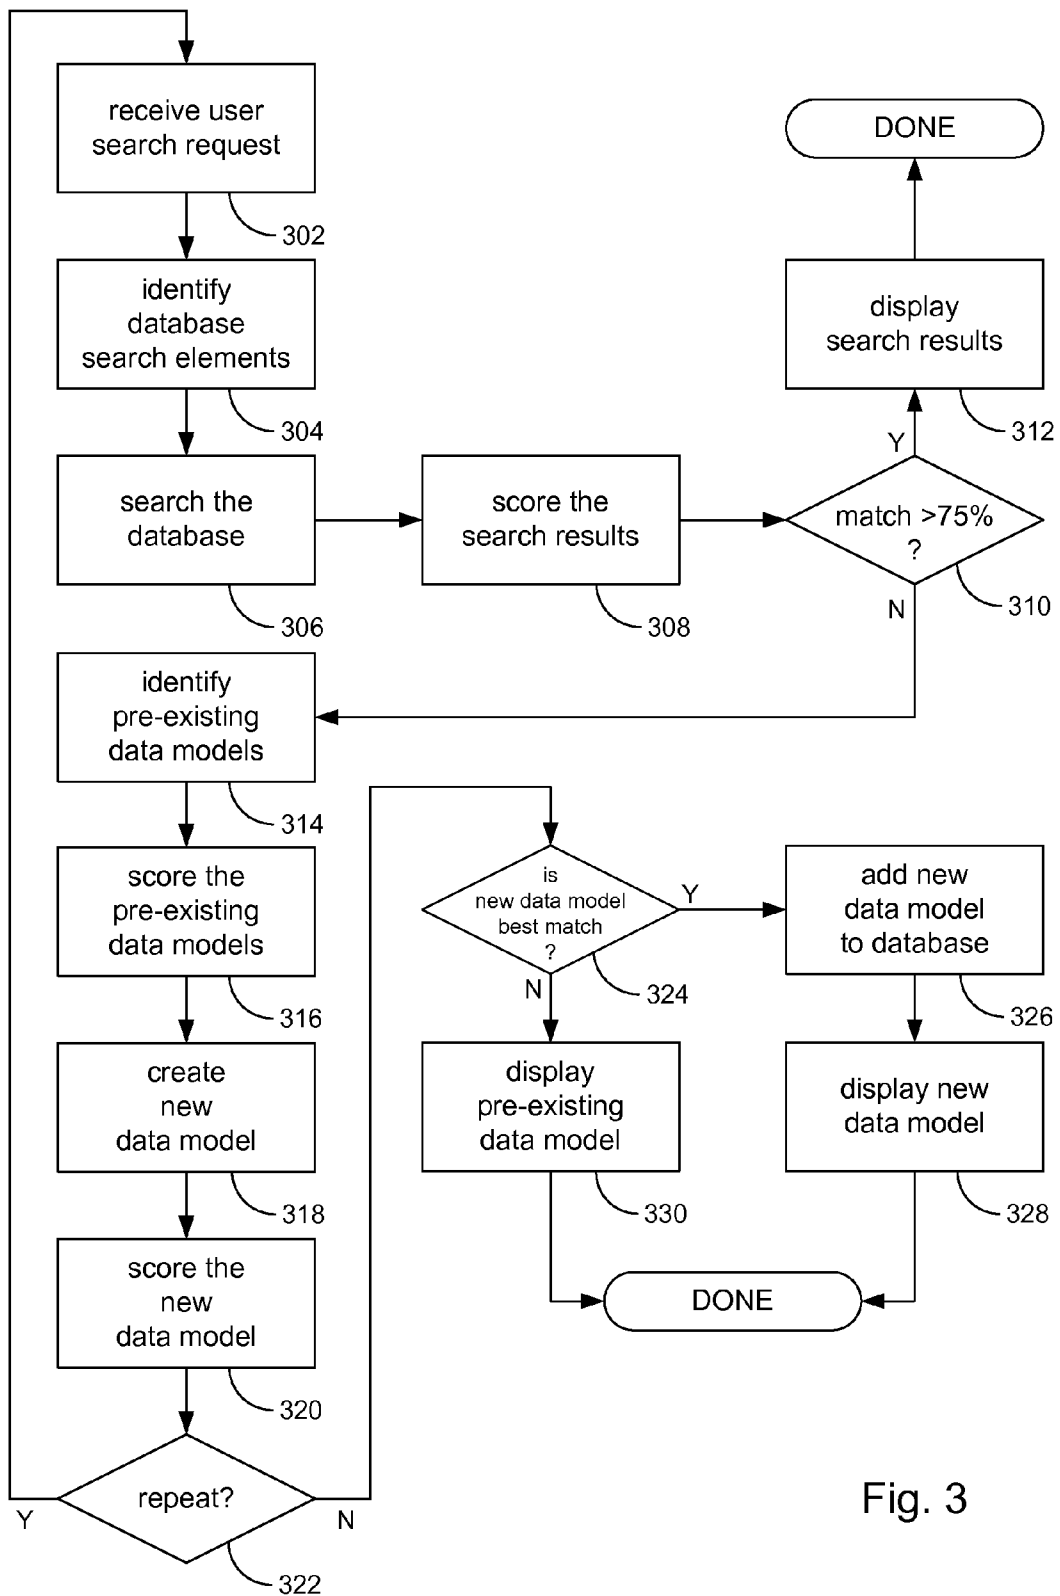 receive user
search request
302
identify
database
search elements
304
search the
database
306
score the
search results
308
match >75%
?
310
Y
N
display
search results
312
DONE
identify
pre-existing
data models
314
score the
pre-existing
data models
316
create
new
data model
318
score the
new
data model
320
repeat?
Y
N
322
is
new data model
best match
?
Y
N
324
add new
data model
to database
326
display new
data model
328
display
pre-existing
data model
330
DONE
Fig. 3